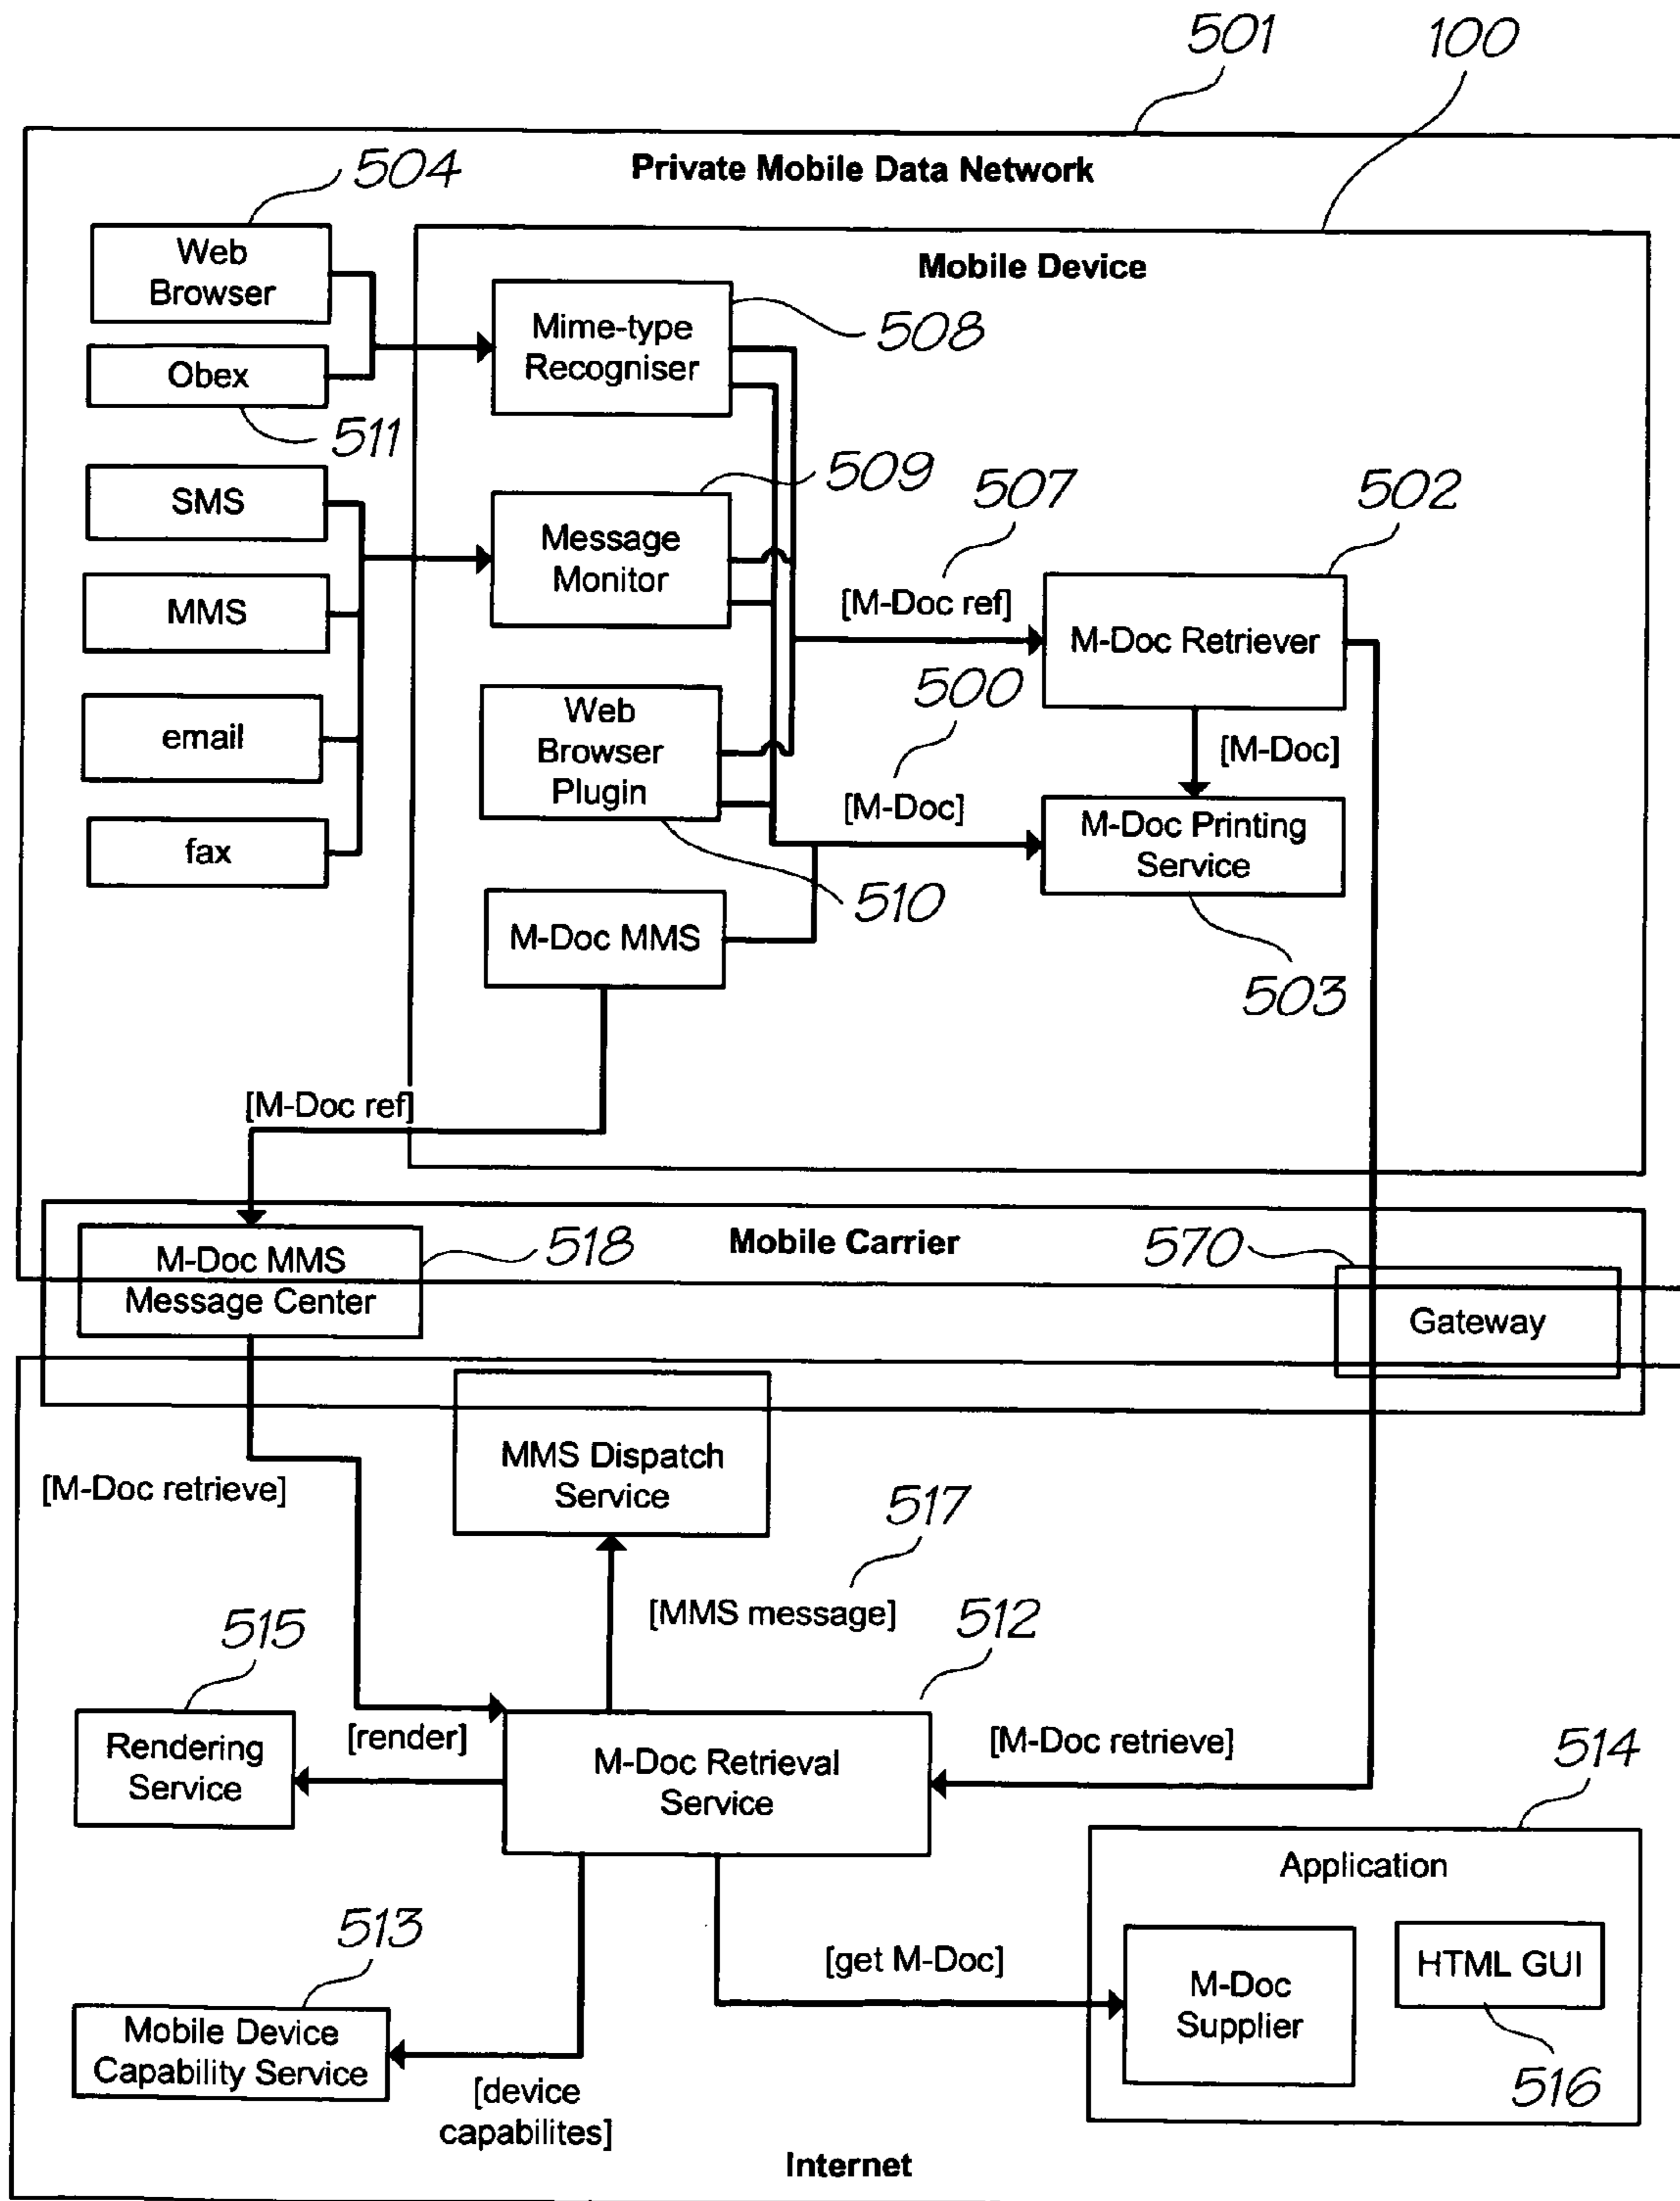 501
100
Private Mobile Data Network
504
Web
Browser
Mobile Device
Mime-type
Recogniser
508
Obex
511
SMS
509
507
502
Message
Monitor
MMS
[M-Doc ref]
M-Doc Retriever
500
Web
Browser
Plugin
email
[M-Doc]
[M-Doc]
M-Doc Printing
Service
fax
510
M-Doc MMS
503
[M-Doc ref]
M-Doc MMS
Message Center
518
Mobile Carrier
570
Gateway
MMS Dispatch
Service
[M-Doc retrieve]
517
[MMS message]
515
512
Rendering
Service
[render]
M-Doc Retrieval
Service
[M-Doc retrieve]
514
Application
513
[get M-Doc]
M-Doc
Supplier
HTML GUI
Mobile Device
Capability Service
516
[device
capabilites]
Internet